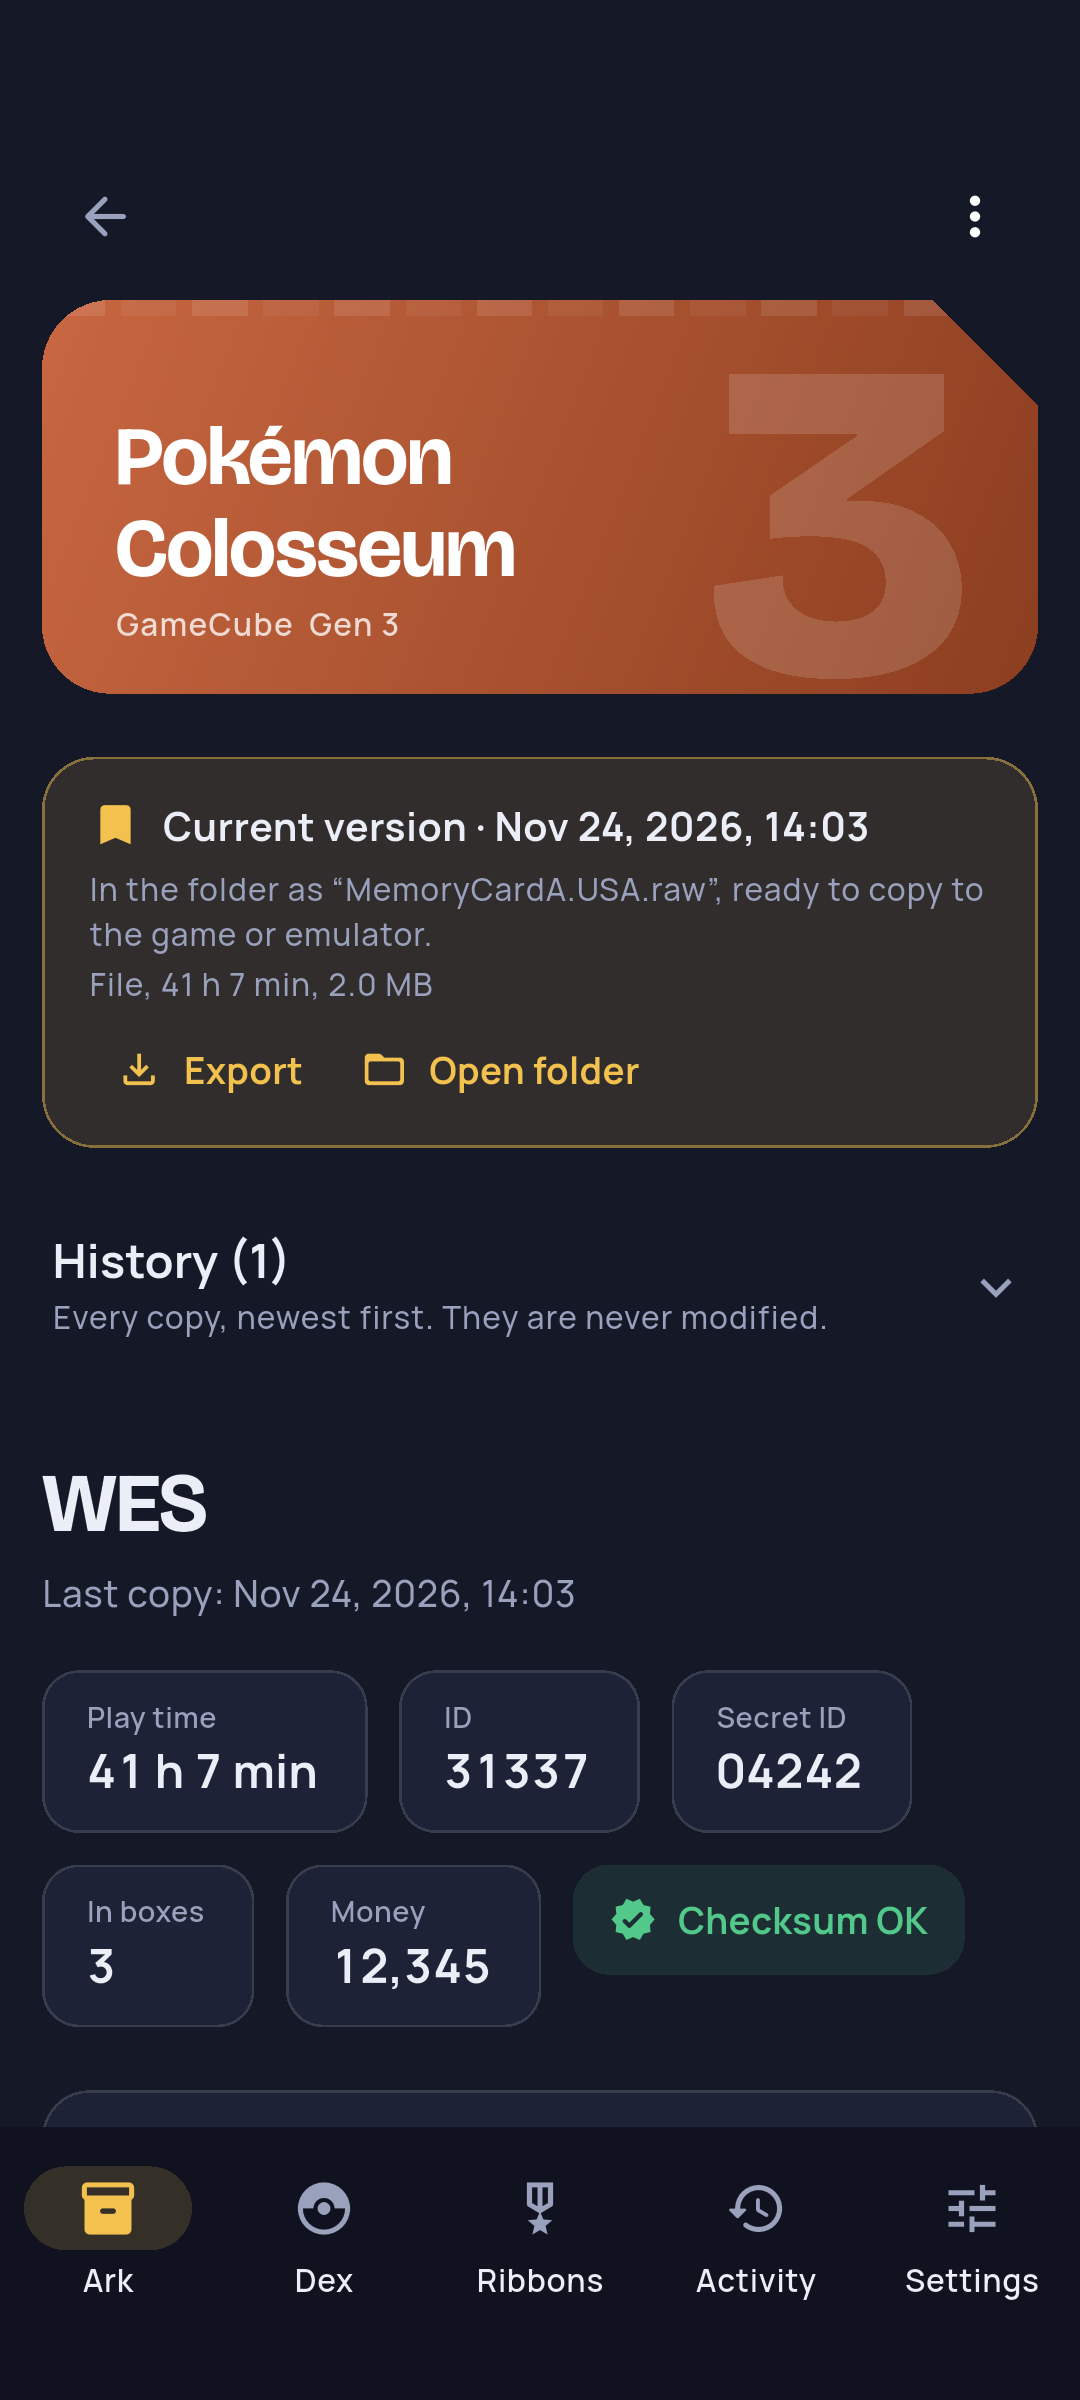 3
Pokémon
Colosseum
GameCube Gen 3
Current version · Nov 24, 2026, 14:03
In the folder as “MemoryCardA.USA.raw”, ready to copy to
the game or emulator.
File, 41 h 7 min, 2.0 MB
Export Open folder
History (1)
Every copy, newest first. They are never modified.
WES
Last copy: Nov 24, 2026, 14:03
Play time ID Secret ID
41 h 7 min 31337 04242
In boxes Money
3 12,345 Checksum OK
Ark Dex Ribbons Activity Settings